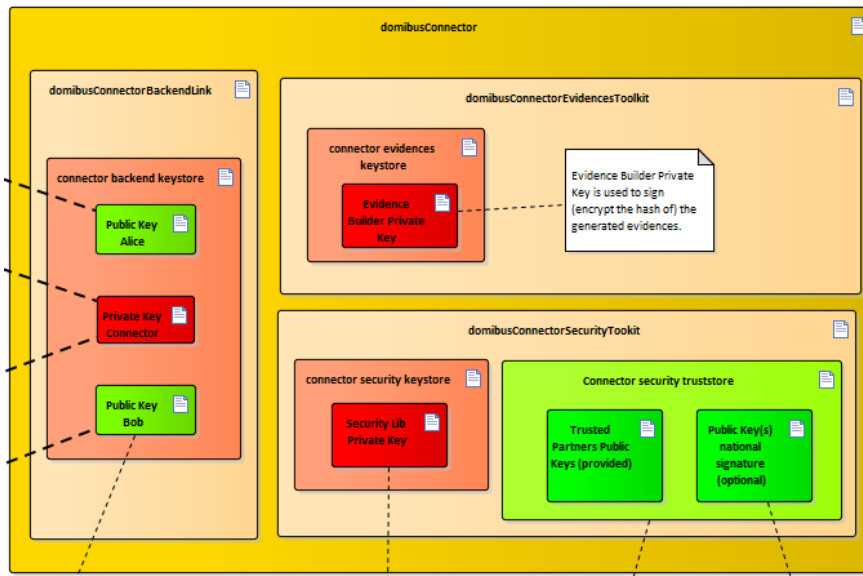 domibusConnector
domibusConnectorBackendLink
connector backend keystore
Public Key
Alice
Private Key
Connector
Public Key
Bob
domibusConnectorEvidencesToolkit
connector evidences
keystore
Evidence
Builder Private
Key
Evidence Builder Private
Key is used to sign
(encrypt the hash of) the
generated evidences.
domibusConnectorSecurityTookit
connector security keystore
Security Lib
Private Key
Connector security truststore
Trusted
Partners Public
Keys (provided)
Public Key(s)
national
signature
(optional)